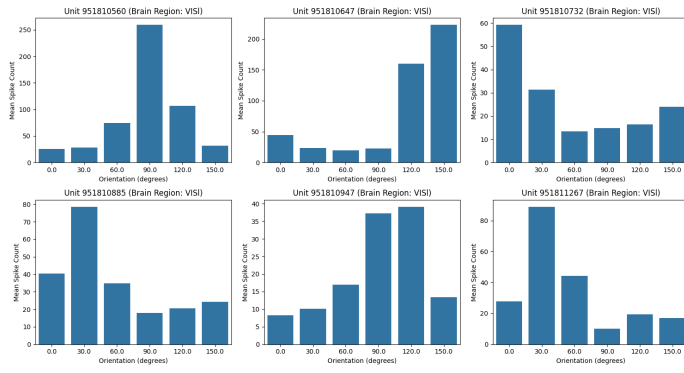 Unit 951810560 (Brain Region: VISl)
Mean Spike Count
250
200
150
100
50
0
0.0 30.0 60.0 90.0 120.0 150.0
Orientation (degrees)
Unit 951810647 (Brain Region: VISl)
Mean Spike Count
200
150
100
50
0
0.0 30.0 60.0 90.0 120.0 150.0
Orientation (degrees)
Unit 951810732 (Brain Region: VISl)
Mean Spike Count
60
50
40
30
20
10
0
0.0 30.0 60.0 90.0 120.0 150.0
Orientation (degrees)
Unit 951810885 (Brain Region: VISl)
Mean Spike Count
80
70
60
50
40
30
20
10
0
0.0 30.0 60.0 90.0 120.0 150.0
Orientation (degrees)
Unit 951810947 (Brain Region: VISl)
Mean Spike Count
40
35
30
25
20
15
10
5
0
0.0 30.0 60.0 90.0 120.0 150.0
Orientation (degrees)
Unit 951811267 (Brain Region: VISl)
Mean Spike Count
80
60
40
20
0
0.0 30.0 60.0 90.0 120.0 150.0
Orientation (degrees)